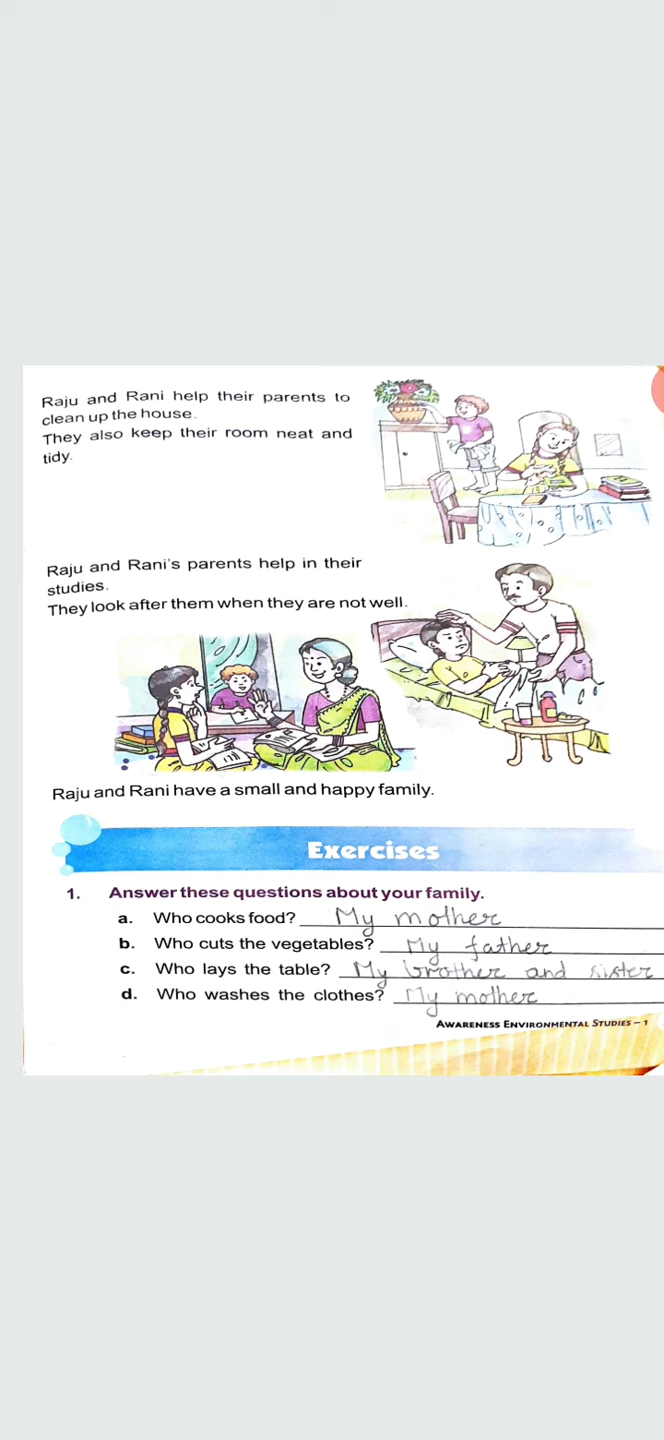 Raju and Rani help their parents to
clean up the house.
They also keep their room neat and
tidy.
Raju and Rani's parents help in their
studies.
They look after them when they are not well.
Raju and Rani have a small and happy family.
Exercises
1. Answer these questions about your family.
a. Who cooks food? My mother
b. Who cuts the vegetables? My father
c. Who lays the table? My brother and sister
d. Who washes the clothes? My mother
AWARENESS ENVIRONMENTAL STUDIES – 1